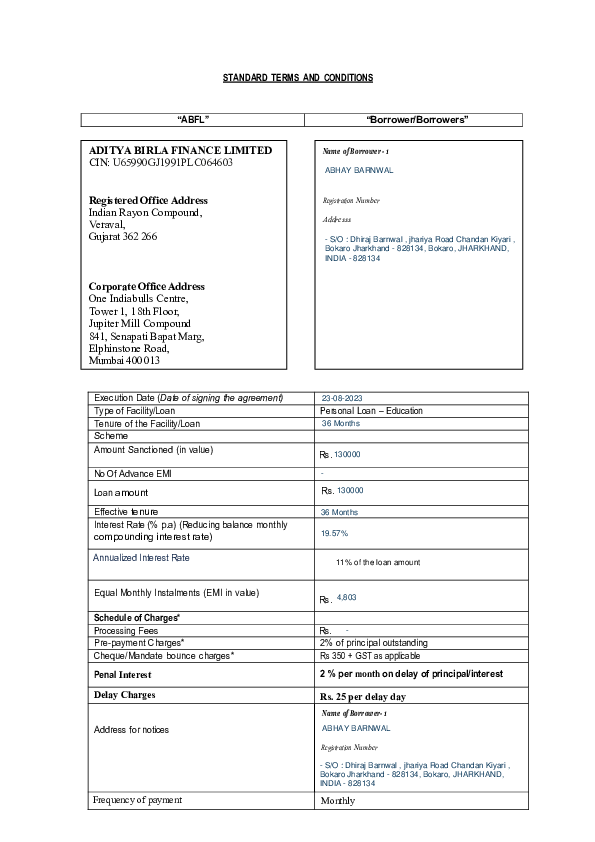 STANDARD TERMS AND CONDITIONS
“ABFL”
“Borrower/Borrowers”
ADITYA BIRLA FINANCE LIMITED
CIN: U65990GJ1991PLC064603
Registered Office Address
Indian Rayon Compound,
Veraval,
Gujarat 362 266
Corporate Office Address
One Indiabulls Centre,
Tower 1, 18th Floor,
Jupiter Mill Compound
841, Senapati Bapat Marg,
Elphinstone Road,
Mumbai 400 013
Name of Borrower- 1
ABHAY BARNWAL
Registration Number
Addresss
- S/O : Dhiraj Barnwal , jhariya Road Chandan Kiyari ,
Bokaro Jharkhand - 828134, Bokaro, JHARKHAND,
INDIA - 828134
Execution Date (Date of signing the agreement) 23-08-2023
Type of Facility/Loan Personal Loan – Education
Tenure of the Facility/Loan 36 Months
Scheme
Amount Sanctioned (in value) Rs. 130000
No Of Advance EMI -
Loan amount Rs. 130000
Effective tenure 36 Months
Interest Rate (% p.a) (Reducing balance monthly
compounding interest rate) 19.57%
Annualized Interest Rate 11% of the loan amount
Equal Monthly Instalments (EMI in value) Rs. 4,803
Schedule of Charges*
Processing Fees Rs. -
Pre-payment Charges* 2% of principal outstanding
Cheque/Mandate bounce charges* Rs 350 + GST as applicable
Penal Interest 2 % per month on delay of principal/interest
Delay Charges Rs. 25 per delay day
Address for notices
Name of Borrower- 1
ABHAY BARNWAL
Registration Number
- S/O : Dhiraj Barnwal , jhariya Road Chandan Kiyari ,
Bokaro Jharkhand - 828134, Bokaro, JHARKHAND,
INDIA - 828134
Frequency of payment Monthly